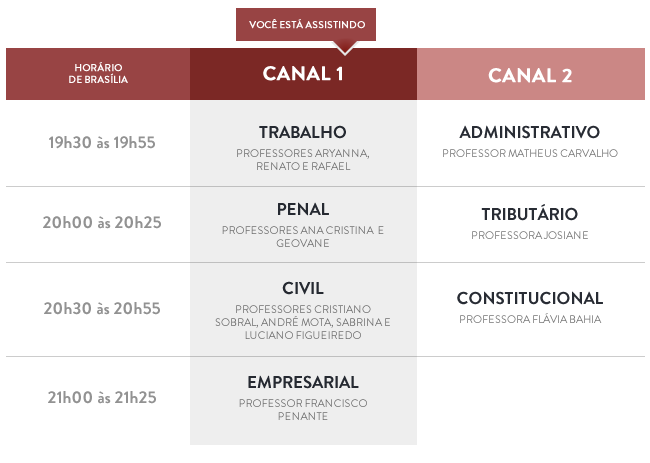 VOCÊ ESTÁ ASSISTINDO
HORÁRIO
DE BRASÍLIA
CANAL 1
CANAL 2
19h30 às 19h55
TRABALHO
PROFESSORES ARYANNA,
RENATO E RAFAEL
ADMINISTRATIVO
PROFESSOR MATHEUS CARVALHO
20h00 às 20h25
PENAL
PROFESSORES ANA CRISTINA E
GEOVANE
TRIBUTÁRIO
PROFESSORA JOSIANE
20h30 às 20h55
CIVIL
PROFESSORES CRISTIANO
SOBRAL, ANDRÉ MOTA, SABRINA E
LUCIANO FIGUEIREDO
CONSTITUCIONAL
PROFESSORA FLÁVIA BAHIA
21h00 às 21h25
EMPRESARIAL
PROFESSOR FRANCISCO
PENANTE